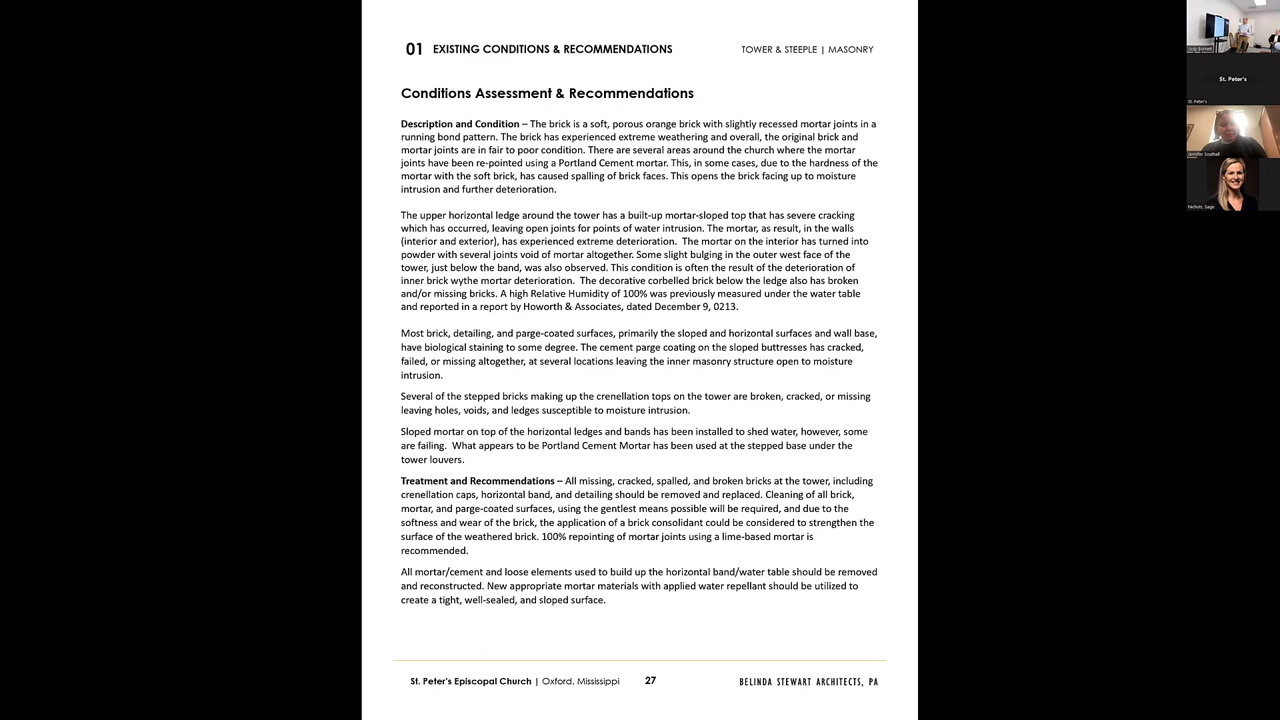 01 EXISTING CONDITIONS & RECOMMENDATIONS
TOWER & STEEPLE | MASONRY
Conditions Assessment & Recommendations
Description and Condition – The brick is a soft, porous orange brick with slightly recessed mortar joints in a
running bond pattern. The brick has experienced extreme weathering and overall, the original brick and
mortar joints are in fair to poor condition. There are several areas around the church where the mortar
joints have been re-pointed using a Portland Cement mortar. This, in some cases, due to the hardness of the
mortar with the soft brick, has caused spalling of brick faces. This opens the brick facing up to moisture
intrusion and further deterioration.
The upper horizontal ledge around the tower has a built-up mortar-sloped top that has severe cracking
which has occurred, leaving open joints for points of water intrusion. The mortar, as result, in the walls
(interior and exterior), has experienced extreme deterioration. The mortar on the interior has turned into
powder with several joints void of mortar altogether. Some slight bulging in the outer west face of the
tower, just below the band, was also observed. This condition is often the result of the deterioration of
inner brick wythe mortar deterioration. The decorative corbelled brick below the ledge also has broken
and/or missing bricks. A high Relative Humidity of 100% was previously measured under the water table
and reported in a report by Howorth & Associates, dated December 9, 0213.
Most brick, detailing, and parge-coated surfaces, primarily the sloped and horizontal surfaces and wall base,
have biological staining to some degree. The cement parge coating on the sloped buttresses has cracked,
failed, or missing altogether, at several locations leaving the inner masonry structure open to moisture
intrusion.
Several of the stepped bricks making up the crenellation tops on the tower are broken, cracked, or missing
leaving holes, voids, and ledges susceptible to moisture intrusion.
Sloped mortar on top of the horizontal ledges and bands has been installed to shed water, however, some
are failing. What appears to be Portland Cement Mortar has been used at the stepped base under the
tower louvers.
Treatment and Recommendations – All missing, cracked, spalled, and broken bricks at the tower, including
crenellation caps, horizontal band, and detailing should be removed and replaced. Cleaning of all brick,
mortar, and parge-coated surfaces, using the gentlest means possible will be required, and due to the
softness and wear of the brick, the application of a brick consolidant could be considered to strengthen the
surface of the weathered brick. 100% repointing of mortar joints using a lime-based mortar is
recommended.
All mortar/cement and loose elements used to build up the horizontal band/water table should be removed
and reconstructed. New appropriate mortar materials with applied water repellant should be utilized to
create a tight, well-sealed, and sloped surface.
St. Peter's Episcopal Church | Oxford, Mississippi
27
BELINDA STEWART ARCHITECTS, PA
St. Peter's
St. Peter's
Jennifer Southall
Nichols, Sage